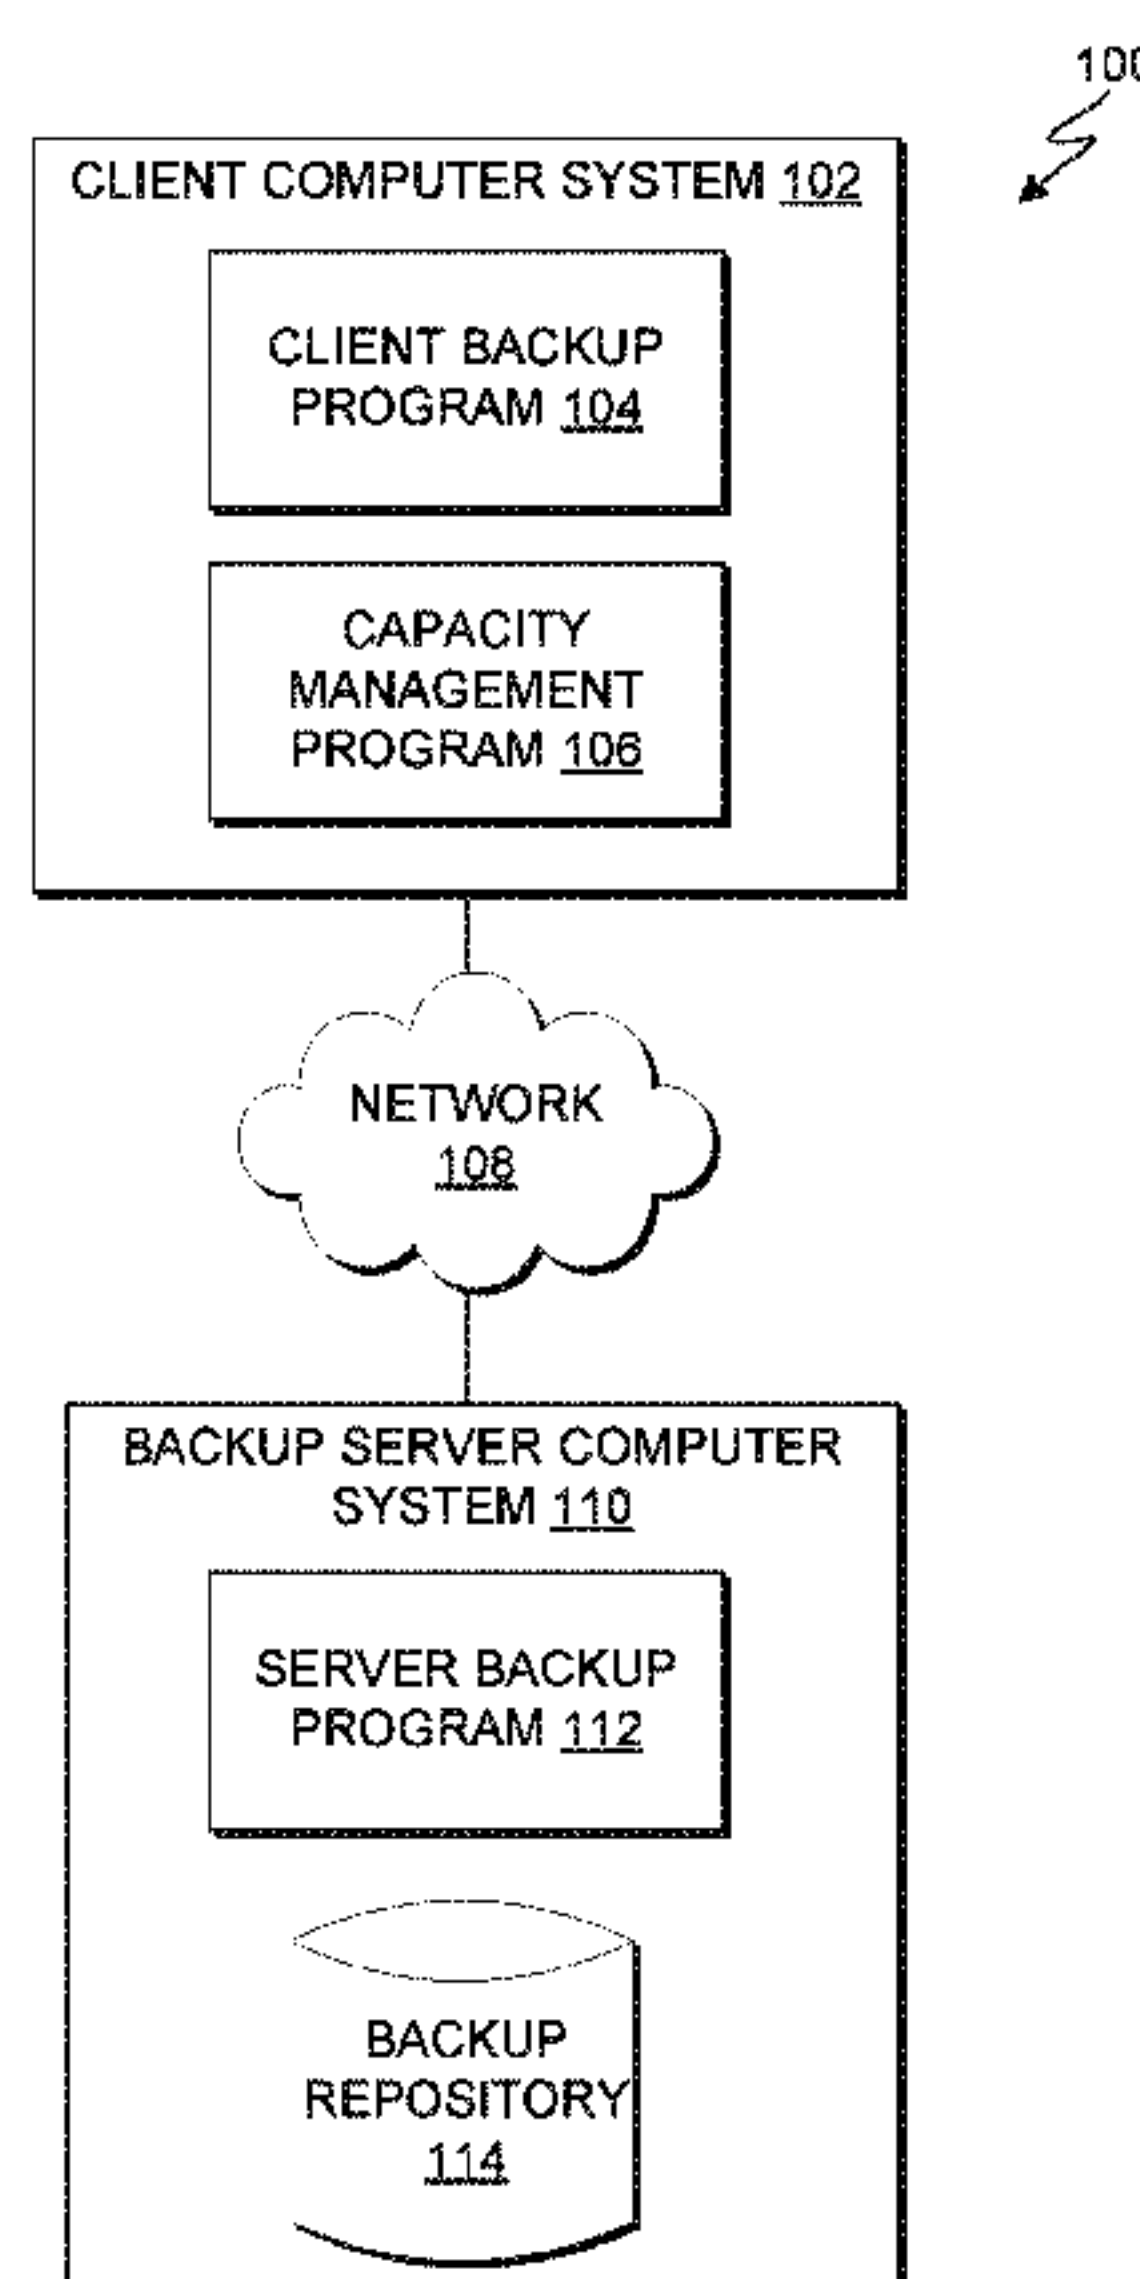 100
CLIENT COMPUTER SYSTEM 102
CLIENT BACKUP
PROGRAM 104
CAPACITY
MANAGEMENT
PROGRAM 106
NETWORK
108
BACKUP SERVER COMPUTER
SYSTEM 110
SERVER BACKUP
PROGRAM 112
BACKUP
REPOSITORY
114